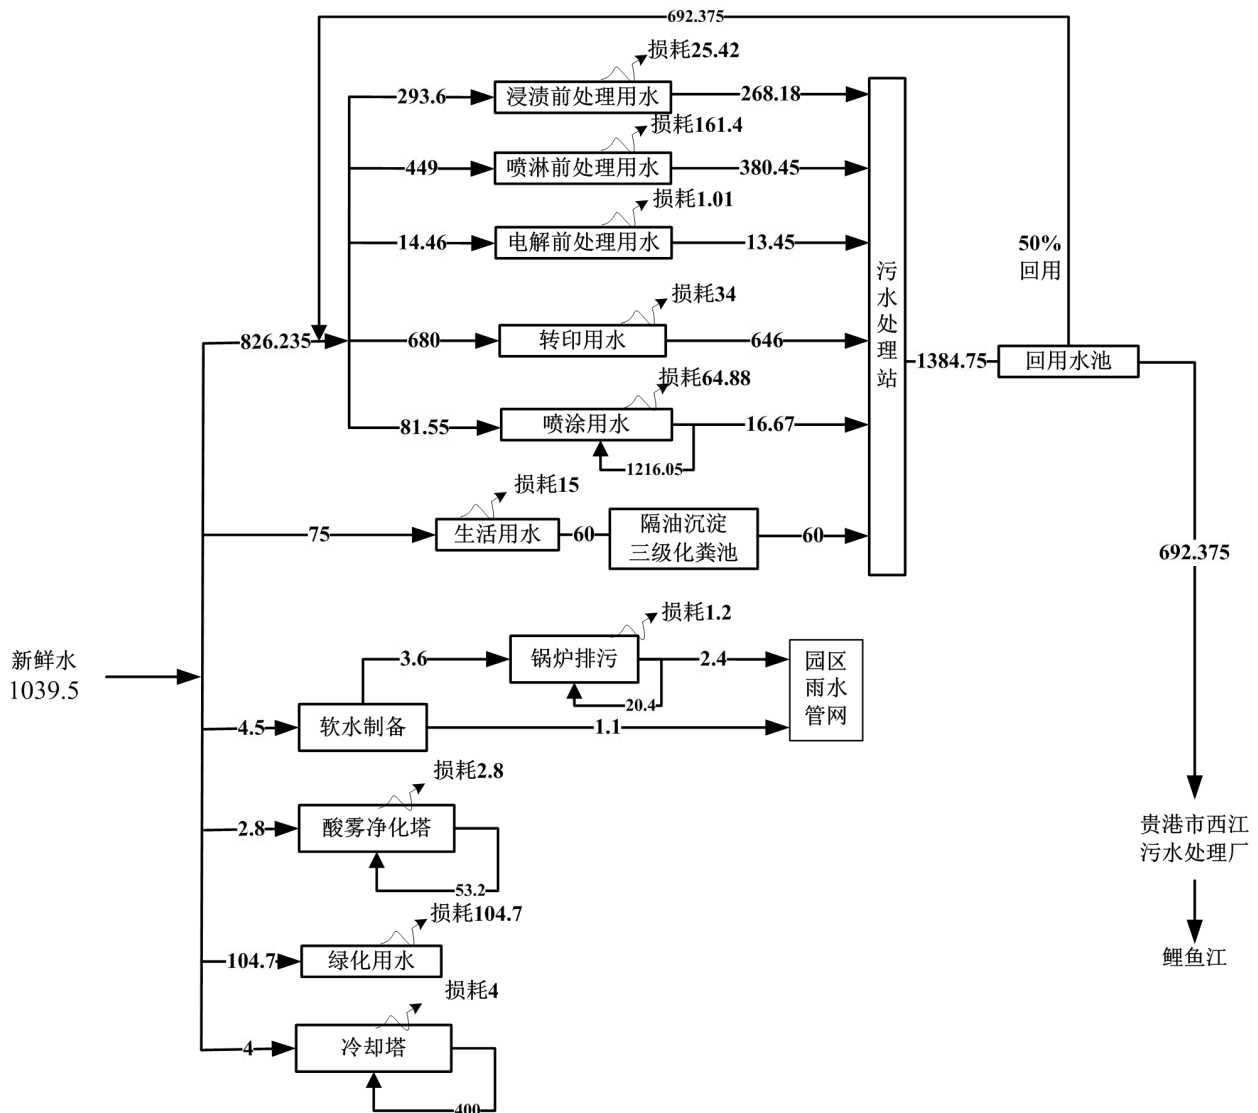 692.375
损耗25.42
293.6
浸渍前处理用水
268.18
损耗161.4
449
喷淋前处理用水
380.45
损耗1.01
14.46
电解前处理用水
13.45
50%
回用
污
水
处
理
站
损耗34
826.235
680
转印用水
646
1384.75
回用水池
损耗64.88
81.55
喷涂用水
16.67
1216.05
损耗15
75
生活用水
60
隔油沉淀
三级化粪池
60
692.375
损耗1.2
新鲜水
1039.5
3.6
锅炉排污
2.4
20.4
园区
雨水
管网
4.5
软水制备
1.1
损耗2.8
2.8
酸雾净化塔
53.2
贵港市西江
污水处理厂
损耗104.7
104.7
绿化用水
鲤鱼江
损耗4
4
冷却塔
400